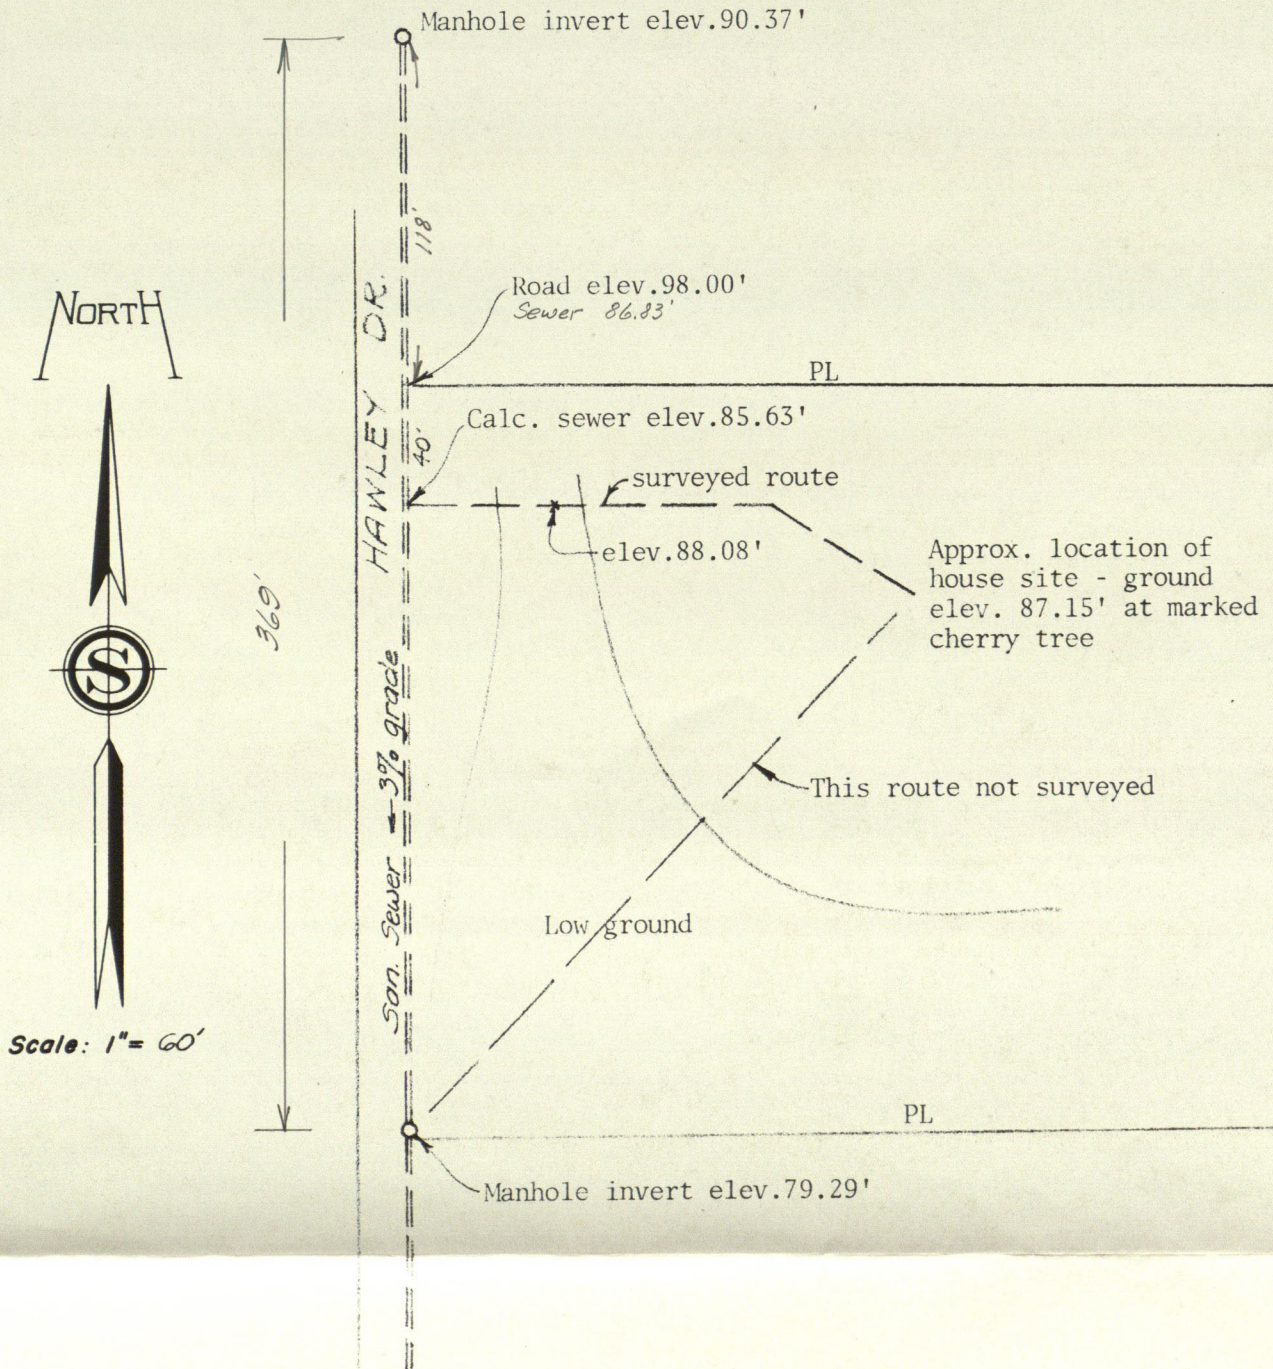 Manhole invert elev.90.37'
118'
Road elev.98.00'
Sewer 86.83'
NORTH
HAWLEY DR.
PL
Calc. sewer elev.85.63'
40'
surveyed route
elev.88.08'
Approx. location of
house site - ground
elev. 87.15' at marked
cherry tree
369'
S
San. Sewer ← 3% grade
This route not surveyed
Low ground
Scale: 1"= 60'
PL
Manhole invert elev.79.29'